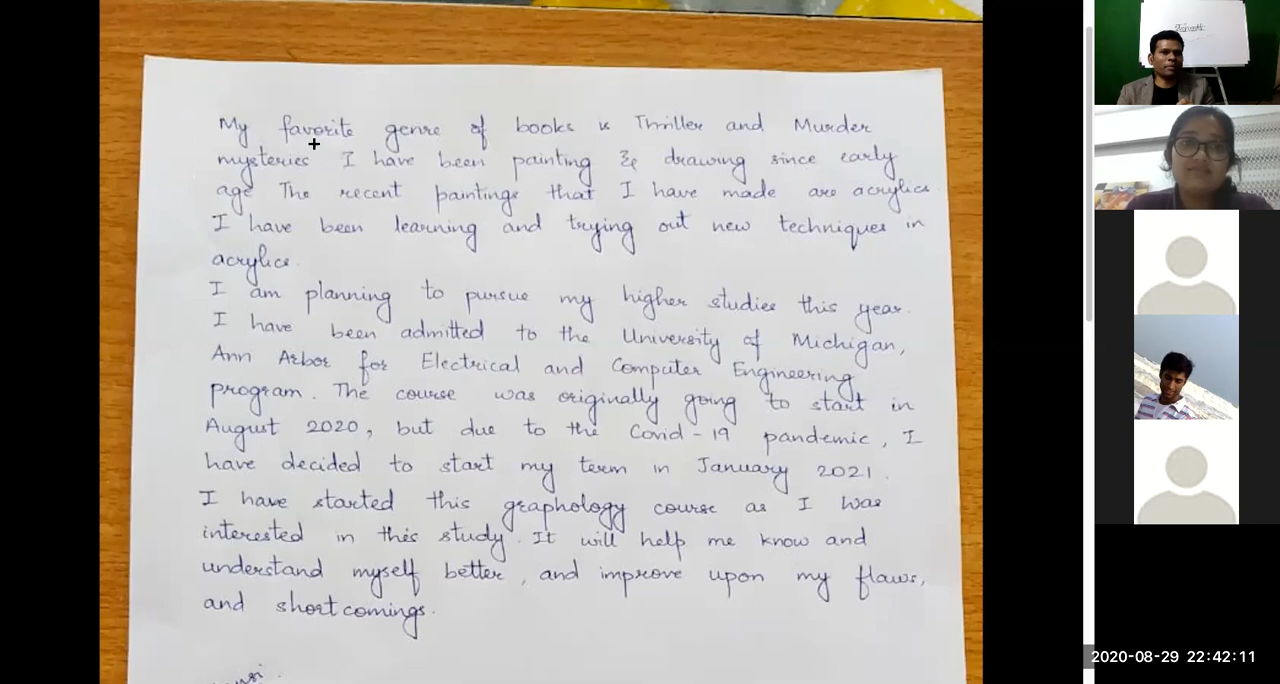 My favorite genre of books is Thriller and Murder
mysteries I have been painting & drawing since early
age The recent paintings that I have made are acrylics
I have been learning and trying out new techniques in
acrylics.
I am planning to pursue my higher studies this year.
I have been admitted to the University of Michigan,
Ann Arbor for Electrical and Computer Engineering
program. The course was originally going to start in
August 2020, but due to the Covid-19 pandemic, I
have decided to start my term in January 2021.
I have started this graphology course as I was
interested in this study. It will help me know and
understand myself better, and improve upon my flaws,
and shortcomings.
2020-08-29 22:42:11